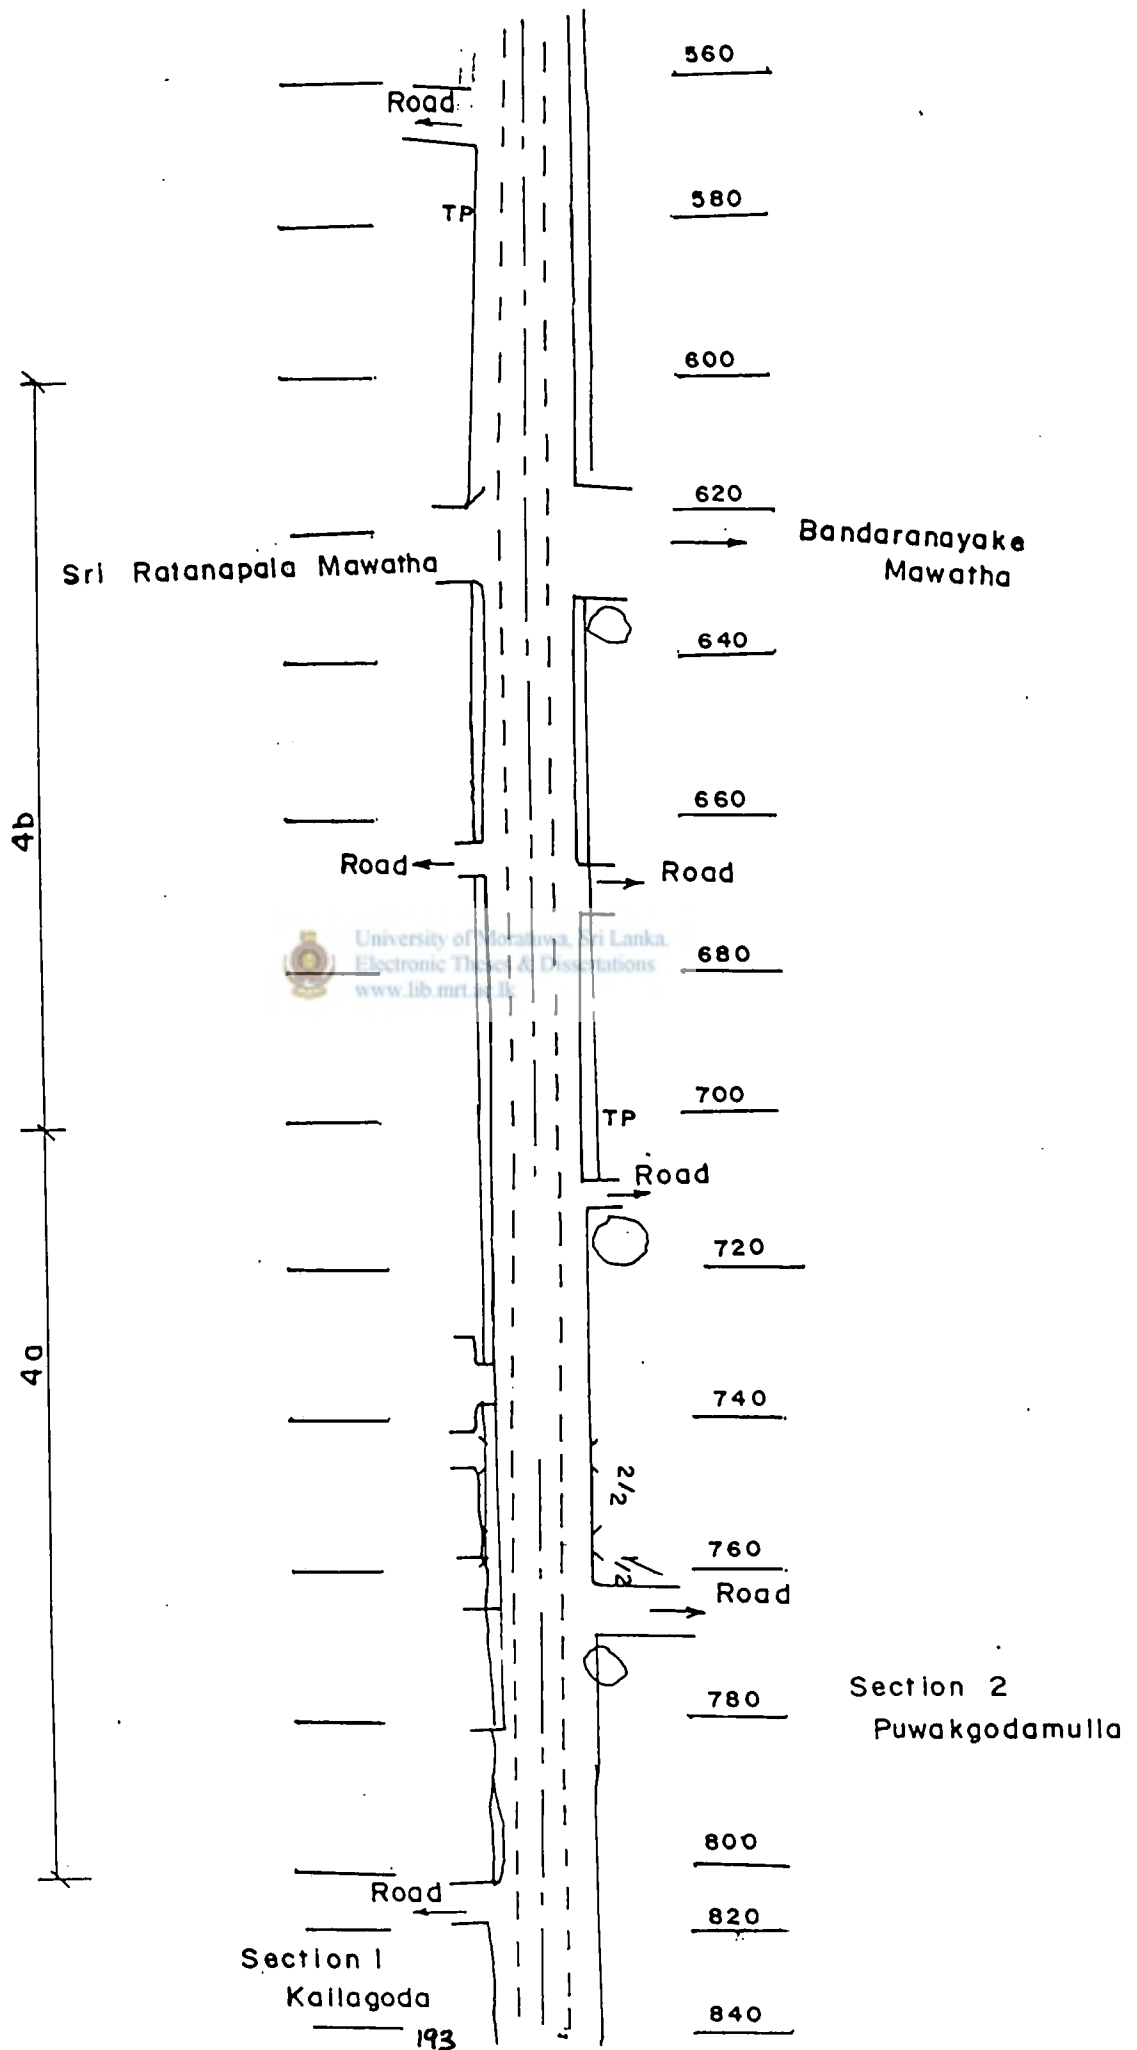 560
Road
580
TP
600
620
Bandaranayake
Mawatha
Sri Ratanapala Mawatha
640
660
4b
Road
Road
University of Moratuwa, Sri Lanka.
Electronic Theses & Dissertations
www.lib.mrt.ac.lk
680
700
TP
Road
720
4a
740
2/2
760
1/2
Road
Section 2
Puwakgodamulla
780
800
Road
820
Section 1
Kallagoda
840
193